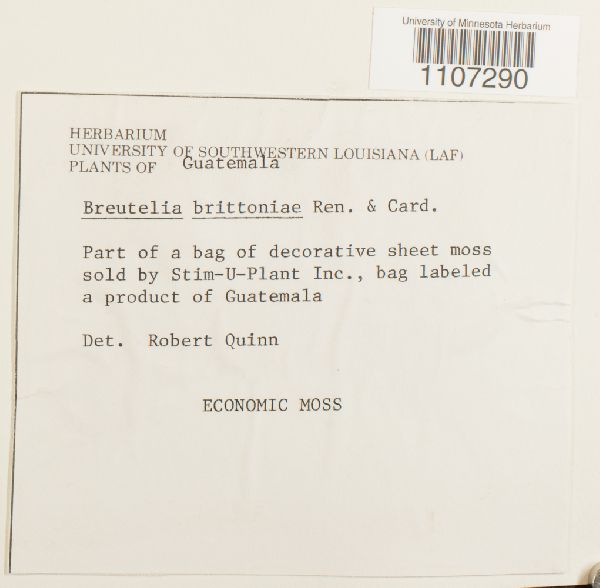 University of Minnesota Herbarium
1107290
HERBARIUM
UNIVERSITY OF SOUTHWESTERN LOUISIANA (LAF)
PLANTS OF Guatemala
Breutelia brittoniae Ren. & Card.
Part of a bag of decorative sheet moss
sold by Stim-U-Plant Inc., bag labeled
a product of Guatemala
Det. Robert Quinn
ECONOMIC MOSS